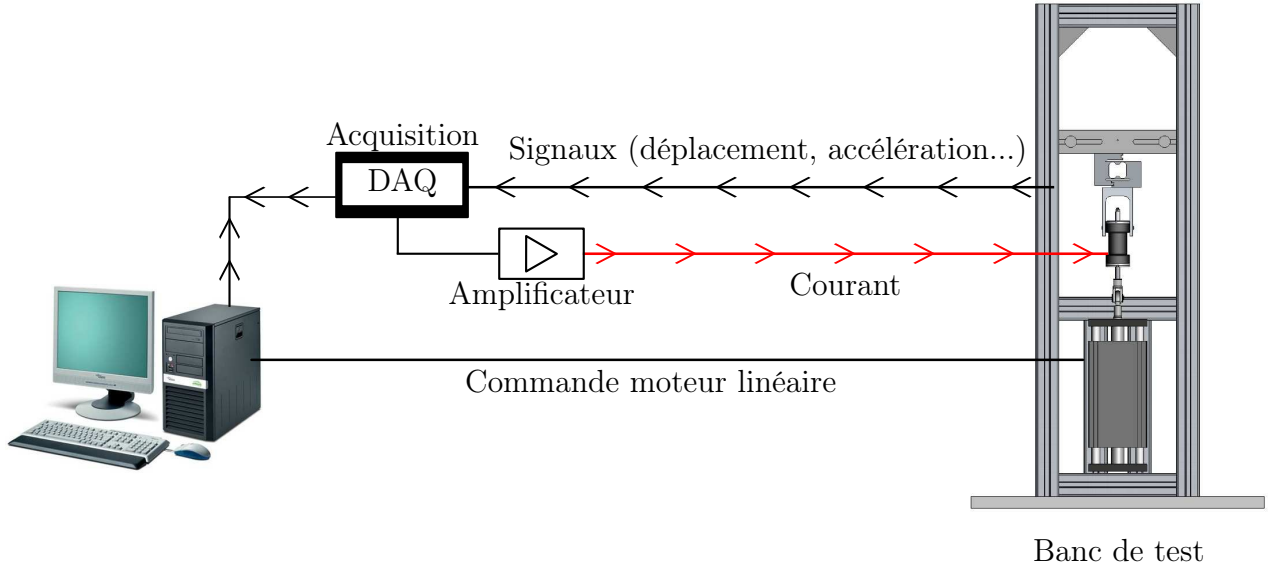 Acquisition
DAQ
Signaux (déplacement, accélération...)
Amplificateur
Courant
Commande moteur linéaire
Banc de test